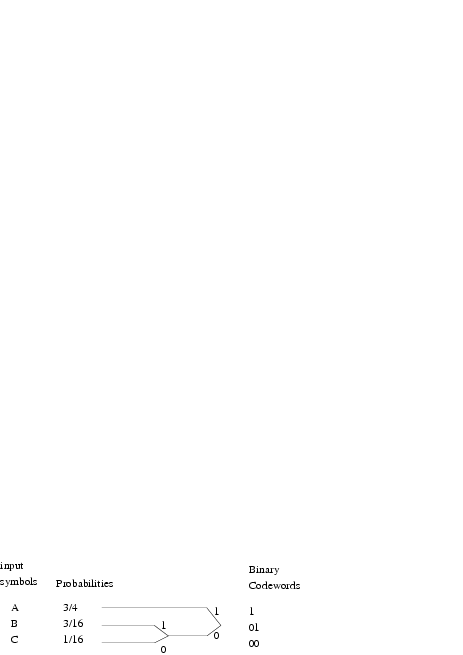 input
symbols
Probabilities
Binary
Codewords
A 3/4 1 1
B 3/16 1 01
C 1/16 0 00
0